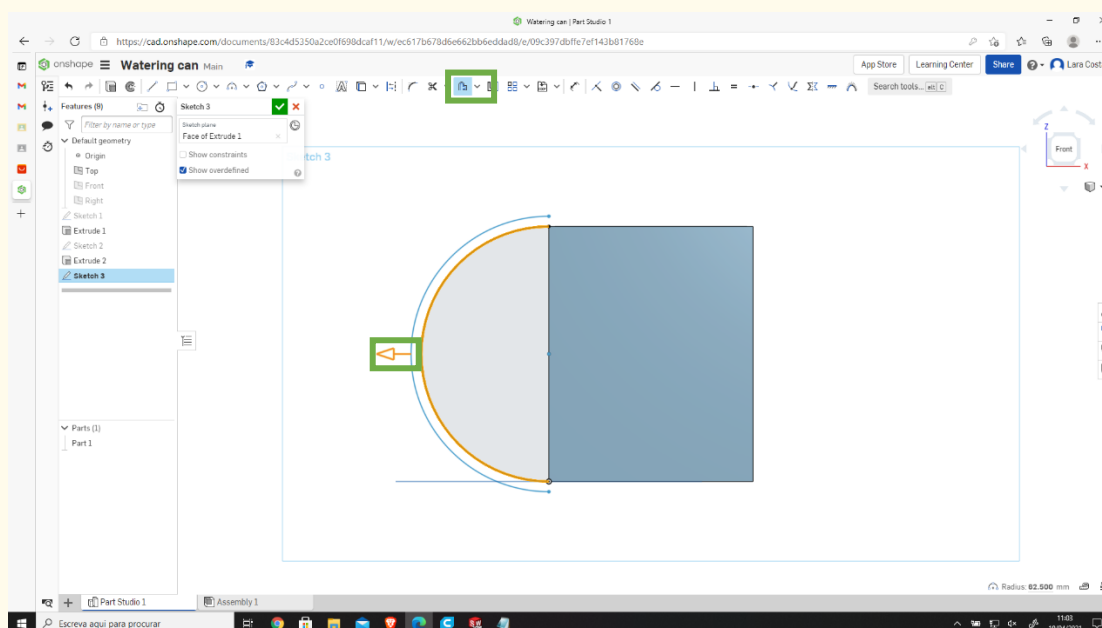 Watering can | Part Studio 1
https://cad.onshape.com/documents/83c4d5350a2ce0f698dcaf11/w/ec617b678d6e662bb6eddad8/e/09c397dbffe7ef143b81768e
onshape Watering can Main
App Store Learning Center Share Lara Cost
Search tools... alt C
Features (9)
Filter by name or type
Default geometry
Origin
Top
Front
Right
Sketch 1
Extrude 1
Sketch 2
Extrude 2
Sketch 3
Sketch 3
Sketch plane
Face of Extrude 1
Show constraints
Show overdefined
tch 3
Z
Front
X
Parts (1)
Part 1
Radius: 82.500 mm
Part Studio 1 Assembly 1
Escreva aqui para procurar
11:03